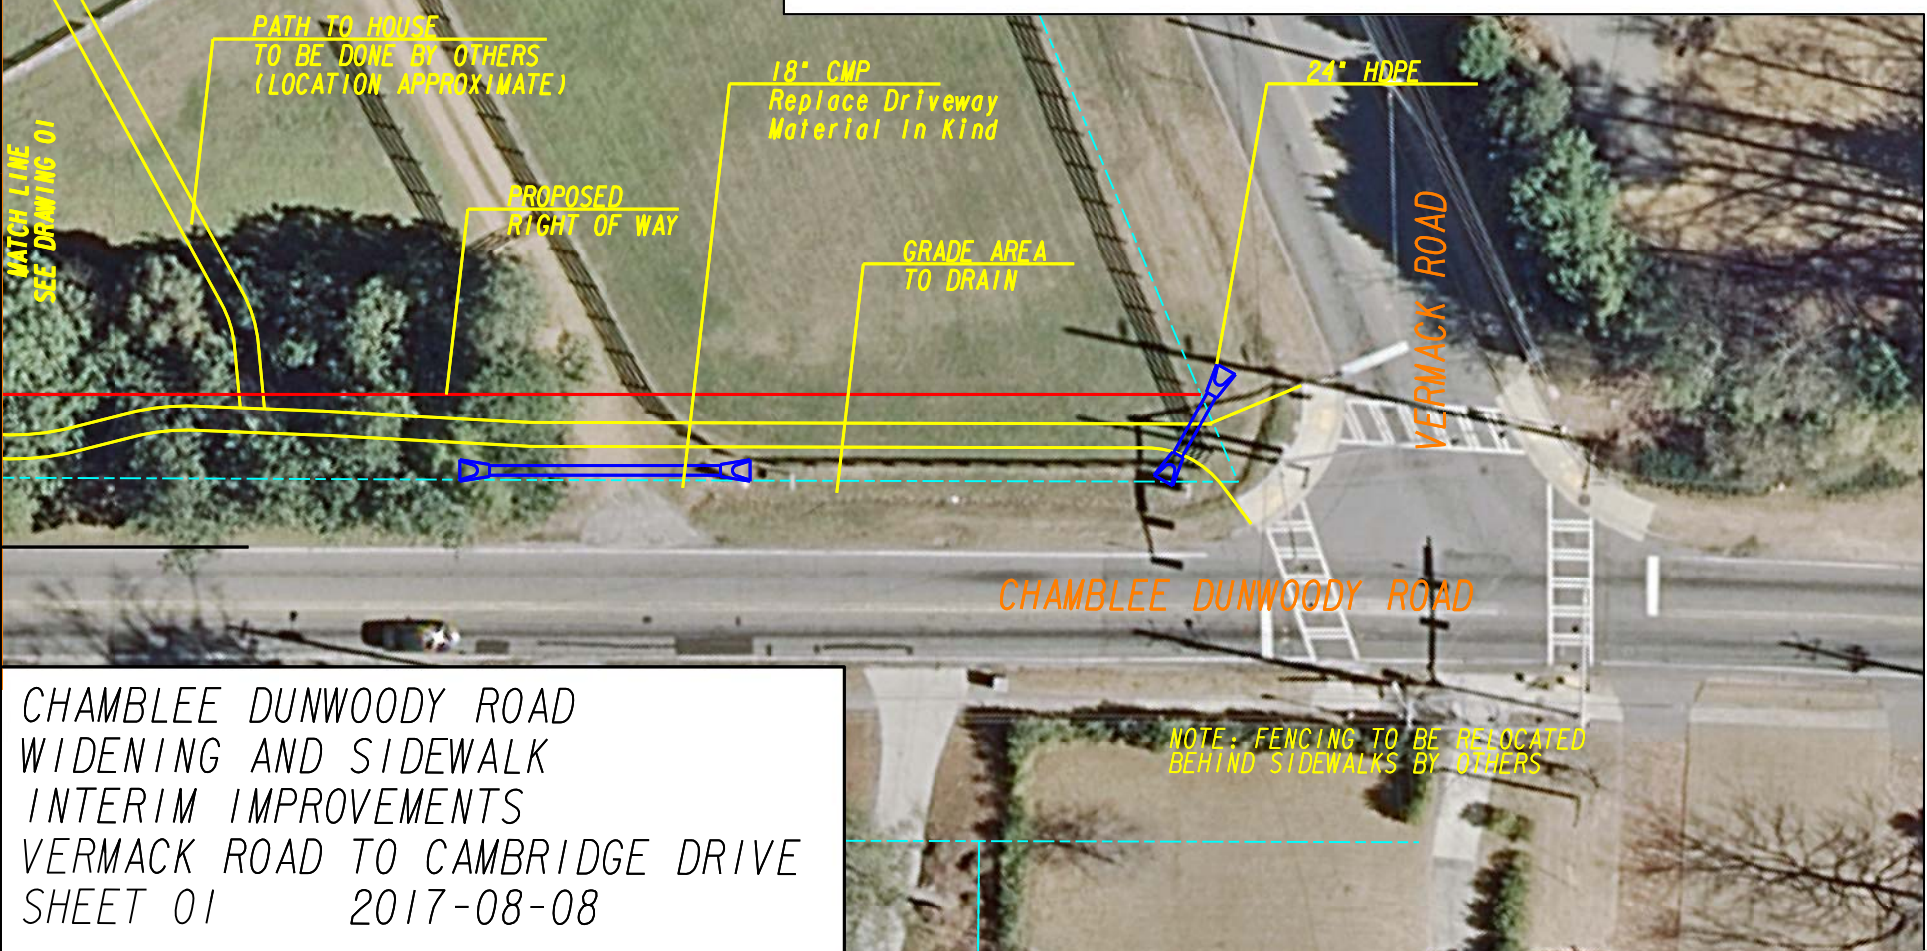 PATH TO HOUSE
TO BE DONE BY OTHERS
(LOCATION APPROXIMATE)
18" CMP
Replace Driveway
Material In Kind
24" HDPE
MATCH LINE
SEE DRAWING 01
PROPOSED
RIGHT OF WAY
GRADE AREA
TO DRAIN
VERMACK ROAD
CHAMBLEE DUNWOODY ROAD
NOTE: FENCING TO BE RELOCATED
BEHIND SIDEWALKS BY OTHERS
CHAMBLEE DUNWOODY ROAD
WIDENING AND SIDEWALK
INTERIM IMPROVEMENTS
VERMACK ROAD TO CAMBRIDGE DRIVE
SHEET 01 2017-08-08